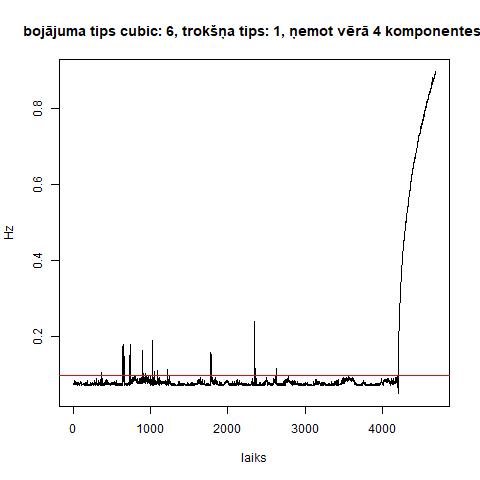 bojājuma tips cubic: 6, trokšņa tips: 1, ņemot vērā 4 komponentes
0.8
0.6
0.4
0.2
Hz
0 1000 2000 3000 4000
laiks